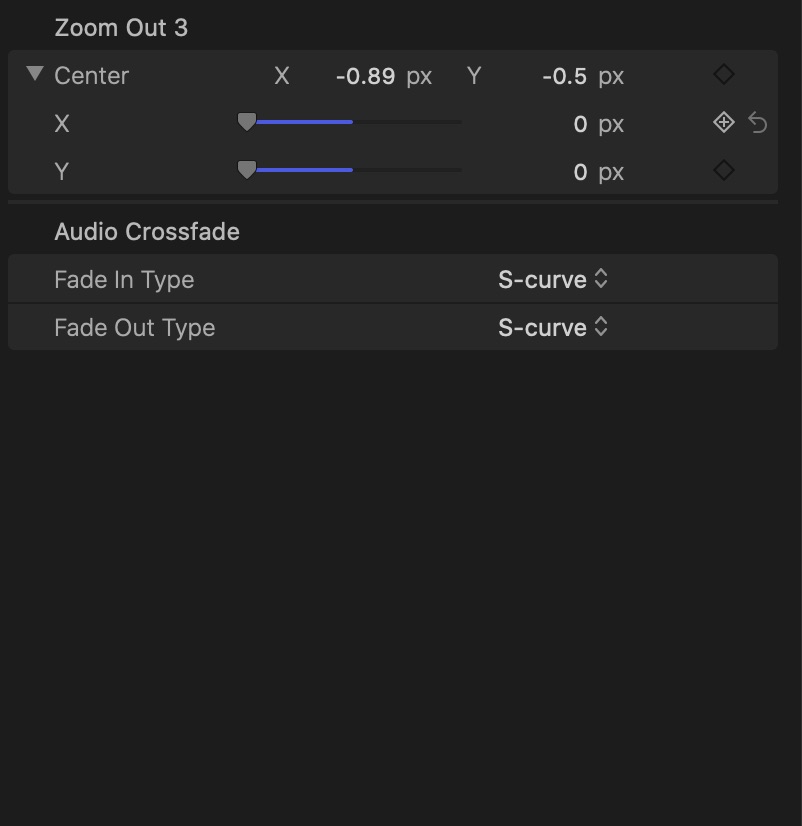 Zoom Out 3
Center X -0.89 px Y -0.5 px
X 0 px
Y 0 px
Audio Crossfade
Fade In Type S-curve
Fade Out Type S-curve